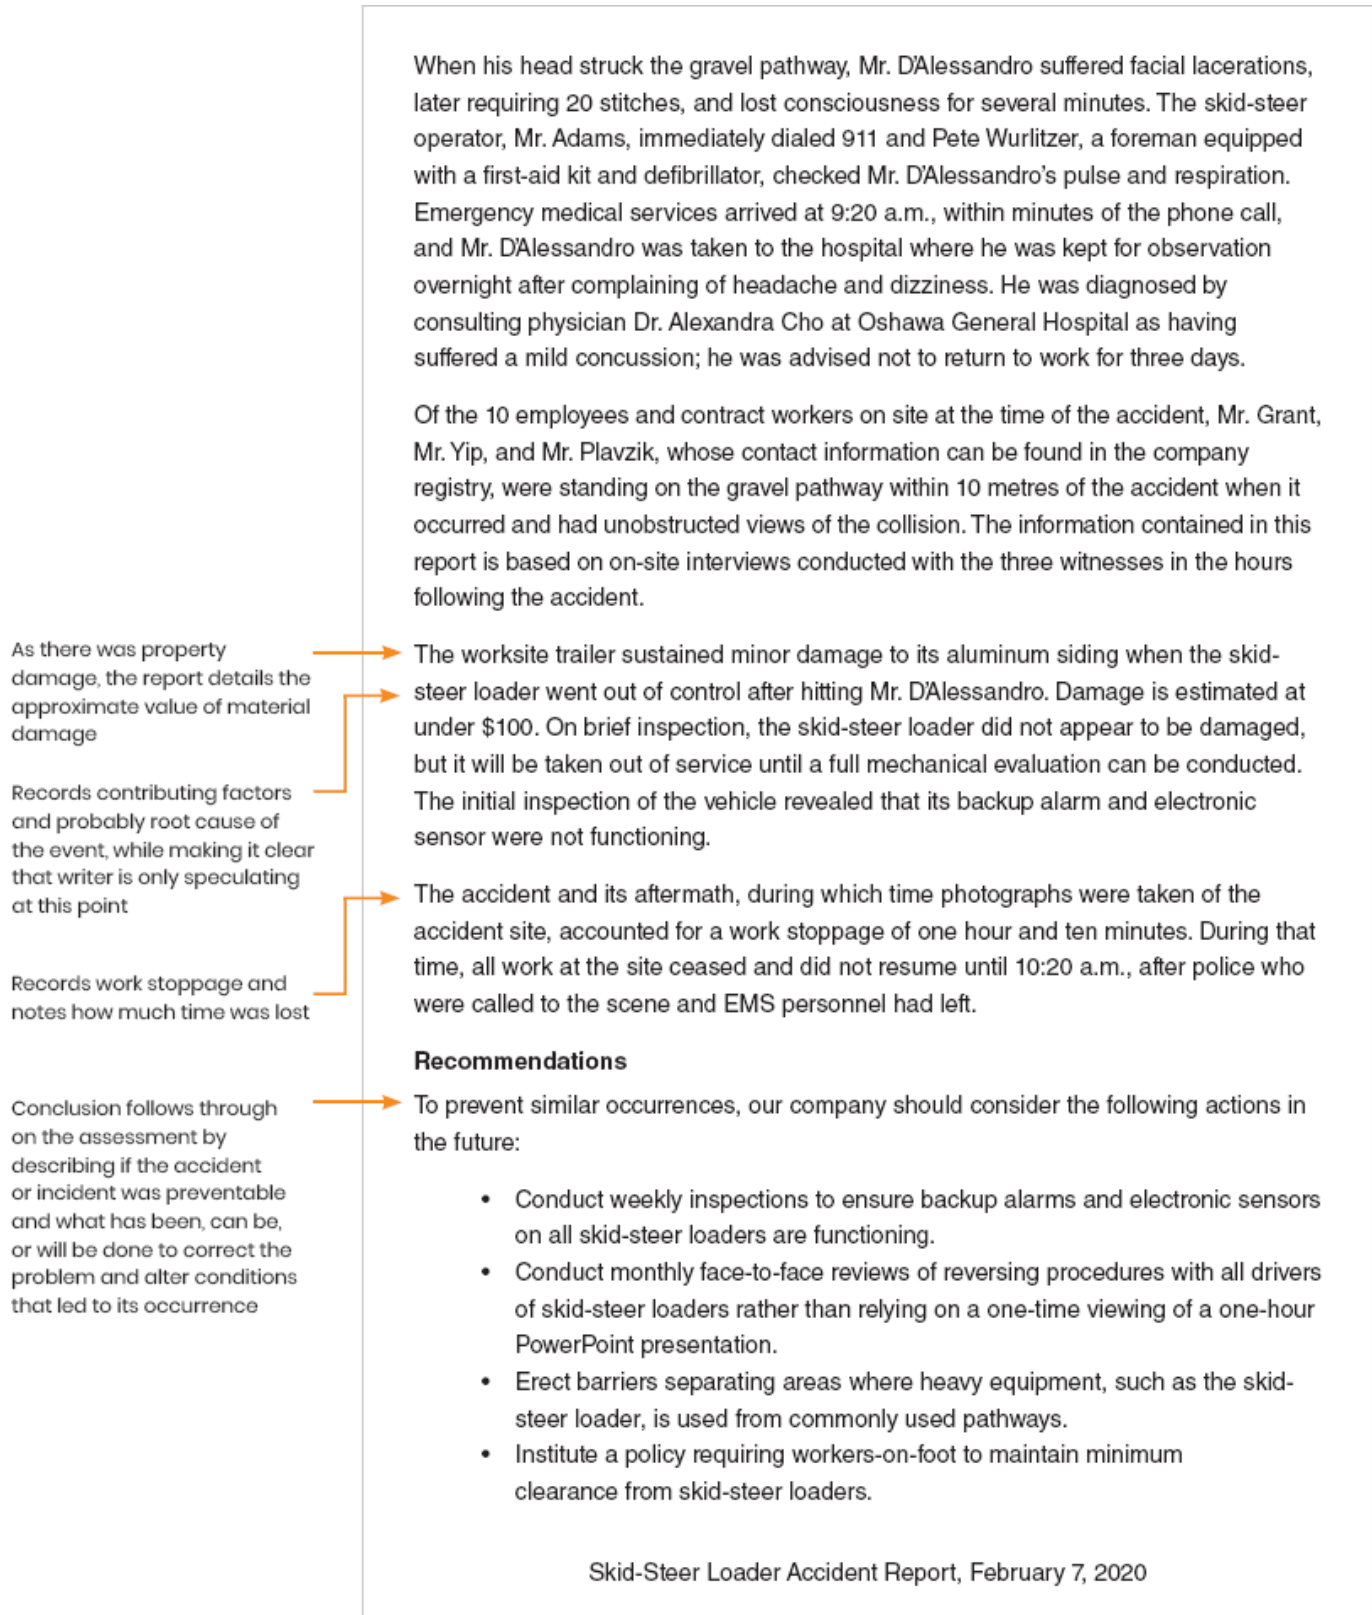 When his head struck the gravel pathway, Mr. D'Alessandro suffered facial lacerations,
later requiring 20 stitches, and lost consciousness for several minutes. The skid-steer
operator, Mr. Adams, immediately dialed 911 and Pete Wurlitzer, a foreman equipped
with a first-aid kit and defibrillator, checked Mr. D'Alessandro's pulse and respiration.
Emergency medical services arrived at 9:20 a.m., within minutes of the phone call,
and Mr. D'Alessandro was taken to the hospital where he was kept for observation
overnight after complaining of headache and dizziness. He was diagnosed by
consulting physician Dr. Alexandra Cho at Oshawa General Hospital as having
suffered a mild concussion; he was advised not to return to work for three days.
Of the 10 employees and contract workers on site at the time of the accident, Mr. Grant,
Mr. Yip, and Mr. Plavzik, whose contact information can be found in the company
registry, were standing on the gravel pathway within 10 metres of the accident when it
occurred and had unobstructed views of the collision. The information contained in this
report is based on on-site interviews conducted with the three witnesses in the hours
following the accident.
As there was property
damage, the report details the
approximate value of material
damage
The worksite trailer sustained minor damage to its aluminum siding when the skid-
steer loader went out of control after hitting Mr. D'Alessandro. Damage is estimated at
under $100. On brief inspection, the skid-steer loader did not appear to be damaged,
but it will be taken out of service until a full mechanical evaluation can be conducted.
The initial inspection of the vehicle revealed that its backup alarm and electronic
sensor were not functioning.
Records contributing factors
and probably root cause of
the event, while making it clear
that writer is only speculating
at this point
The accident and its aftermath, during which time photographs were taken of the
accident site, accounted for a work stoppage of one hour and ten minutes. During that
time, all work at the site ceased and did not resume until 10:20 a.m., after police who
were called to the scene and EMS personnel had left.
Records work stoppage and
notes how much time was lost
Recommendations
To prevent similar occurrences, our company should consider the following actions in
the future:
Conclusion follows through
on the assessment by
describing if the accident
or incident was preventable
and what has been, can be,
or will be done to correct the
problem and alter conditions
that led to its occurrence
• Conduct weekly inspections to ensure backup alarms and electronic sensors
on all skid-steer loaders are functioning.
• Conduct monthly face-to-face reviews of reversing procedures with all drivers
of skid-steer loaders rather than relying on a one-time viewing of a one-hour
PowerPoint presentation.
• Erect barriers separating areas where heavy equipment, such as the skid-
steer loader, is used from commonly used pathways.
• Institute a policy requiring workers-on-foot to maintain minimum
clearance from skid-steer loaders.
Skid-Steer Loader Accident Report, February 7, 2020